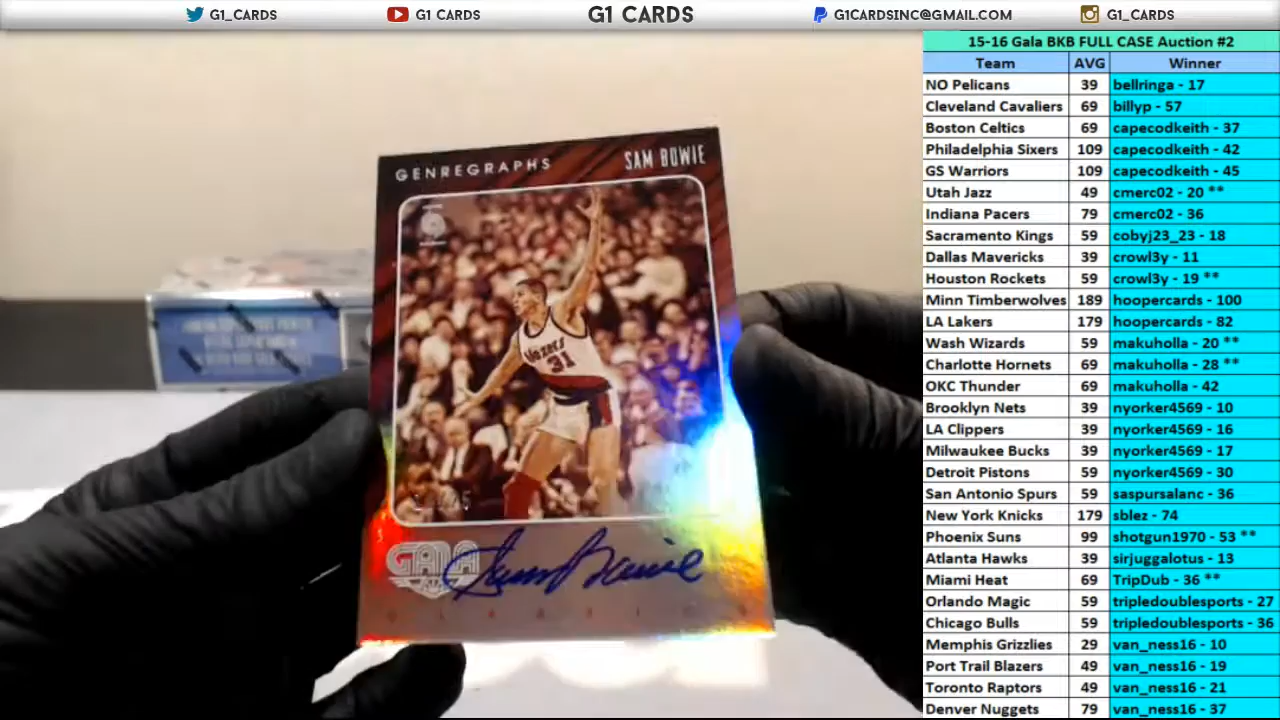 G1_CARDS
G1 CARDS
G1 CARDS
G1CARDSINC@GMAIL.COM
G1_CARDS
15-16 Gala BKB FULL CASE Auction #2
Team AVG Winner
NO Pelicans 39 bellringa - 17
Cleveland Cavaliers 69 billyp - 57
Boston Celtics 69 capecodkeith - 37
Philadelphia Sixers 109 capecodkeith - 42
GS Warriors 109 capecodkeith - 45
Utah Jazz 49 cmerc02 - 20 **
Indiana Pacers 79 cmerc02 - 36
Sacramento Kings 59 cobyj23_23 - 18
Dallas Mavericks 39 crowl3y - 11
Houston Rockets 59 crowl3y - 19 **
Minn Timberwolves 189 hoopercards - 100
LA Lakers 179 hoopercards - 82
Wash Wizards 59 makuholla - 20 **
Charlotte Hornets 69 makuholla - 28 **
OKC Thunder 69 makuholla - 42
Brooklyn Nets 39 nyorker4569 - 10
LA Clippers 39 nyorker4569 - 16
Milwaukee Bucks 39 nyorker4569 - 17
Detroit Pistons 59 nyorker4569 - 30
San Antonio Spurs 59 saspursalanc - 36
New York Knicks 179 sblez - 74
Phoenix Suns 99 shotgun1970 - 53 **
Atlanta Hawks 39 sirjuggalotus - 13
Miami Heat 69 TripDub - 36 **
Orlando Magic 59 tripledoublesports - 27
Chicago Bulls 59 tripledoublesports - 36
Memphis Grizzlies 29 van_ness16 - 10
Port Trail Blazers 49 van_ness16 - 19
Toronto Raptors 49 van_ness16 - 21
Denver Nuggets 79 van_ness16 - 37
GENREGRAPHS SAM BOWIE
31
GALA
Sam Bowie